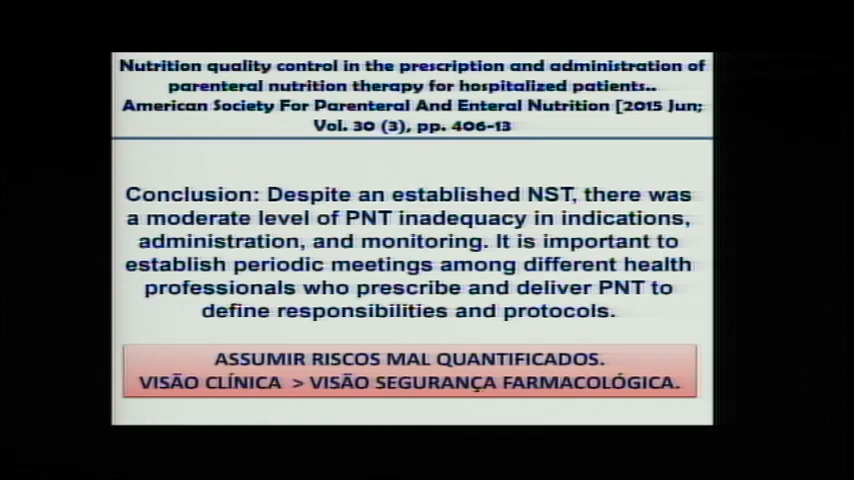 Nutrition quality control in the prescription and administration of
parenteral nutrition therapy for hospitalized patients..
American Society For Parenteral And Enteral Nutrition [2015 Jun;
Vol. 30 (3), pp. 406-13
Conclusion: Despite an established NST, there was
a moderate level of PNT inadequacy in indications,
administration, and monitoring. It is important to
establish periodic meetings among different health
professionals who prescribe and deliver PNT to
define responsibilities and protocols.
ASSUMIR RISCOS MAL QUANTIFICADOS.
VISÃO CLÍNICA > VISÃO SEGURANÇA FARMACOLÓGICA.